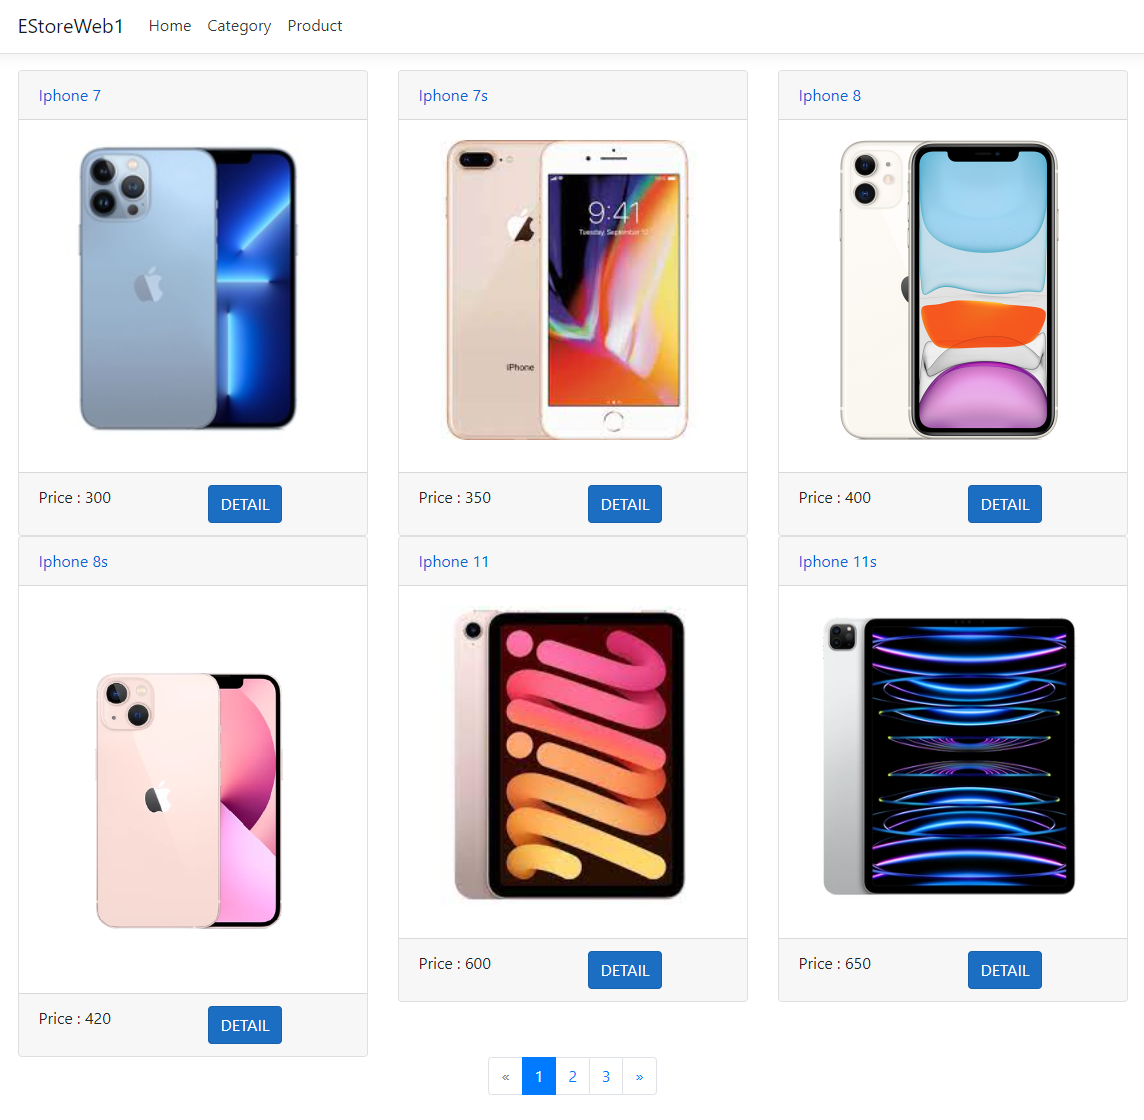 EStoreWeb1 Home Category Product
Iphone 7
Iphone 7s
Iphone 8
9:41
Tuesday, September 12
iPhone
Price : 300 DETAIL
Price : 350 DETAIL
Price : 400 DETAIL
Iphone 8s
Iphone 11
Iphone 11s
Price : 600 DETAIL
Price : 650 DETAIL
Price : 420 DETAIL
« 1 2 3 »